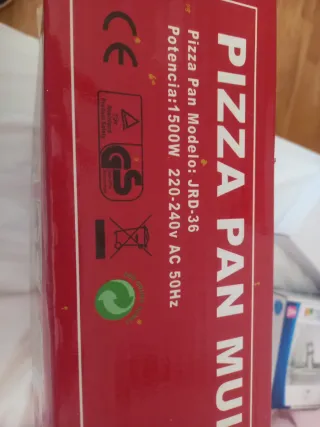 PIZZA PAN MU
Pizza Pan Modelo: JRD-36
Potencia:1500W 220-240v AC 50Hz
CE
GS